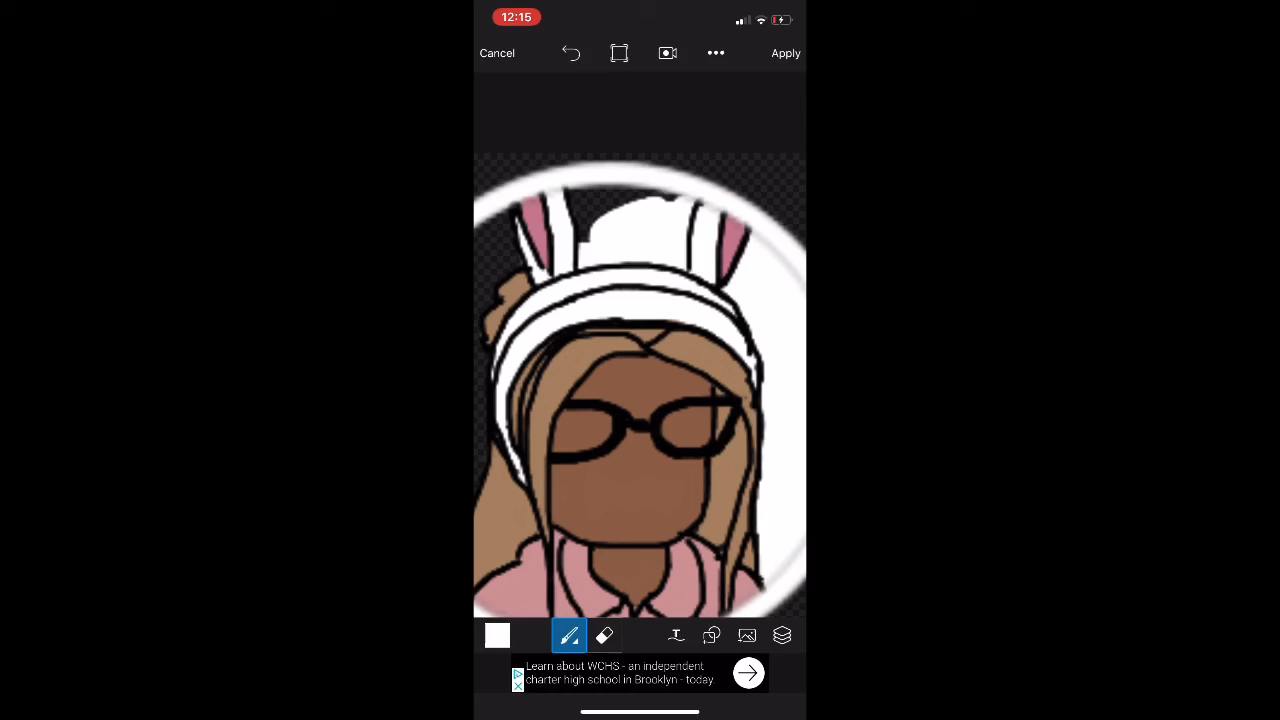 12:15
Cancel
Apply
T
Learn about WCHS - an independent
charter high school in Brooklyn - today.